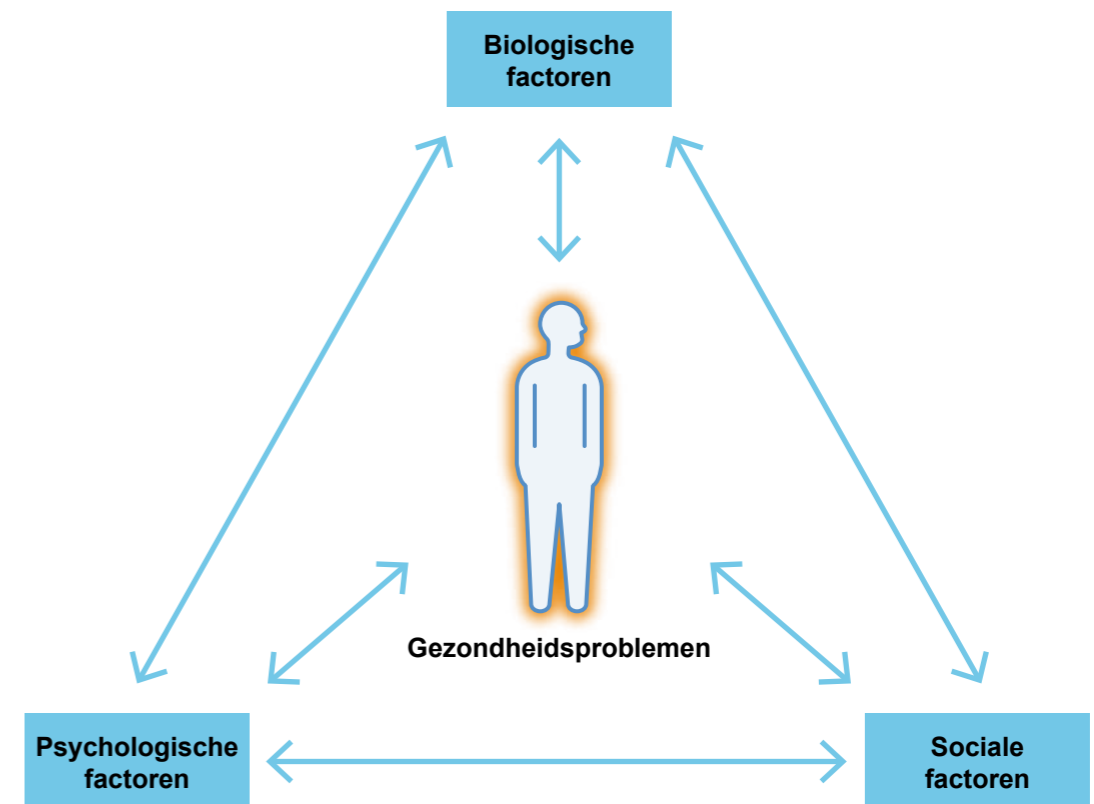 Biologische
factoren
Gezondheidsproblemen
Psychologische
factoren
Sociale
factoren